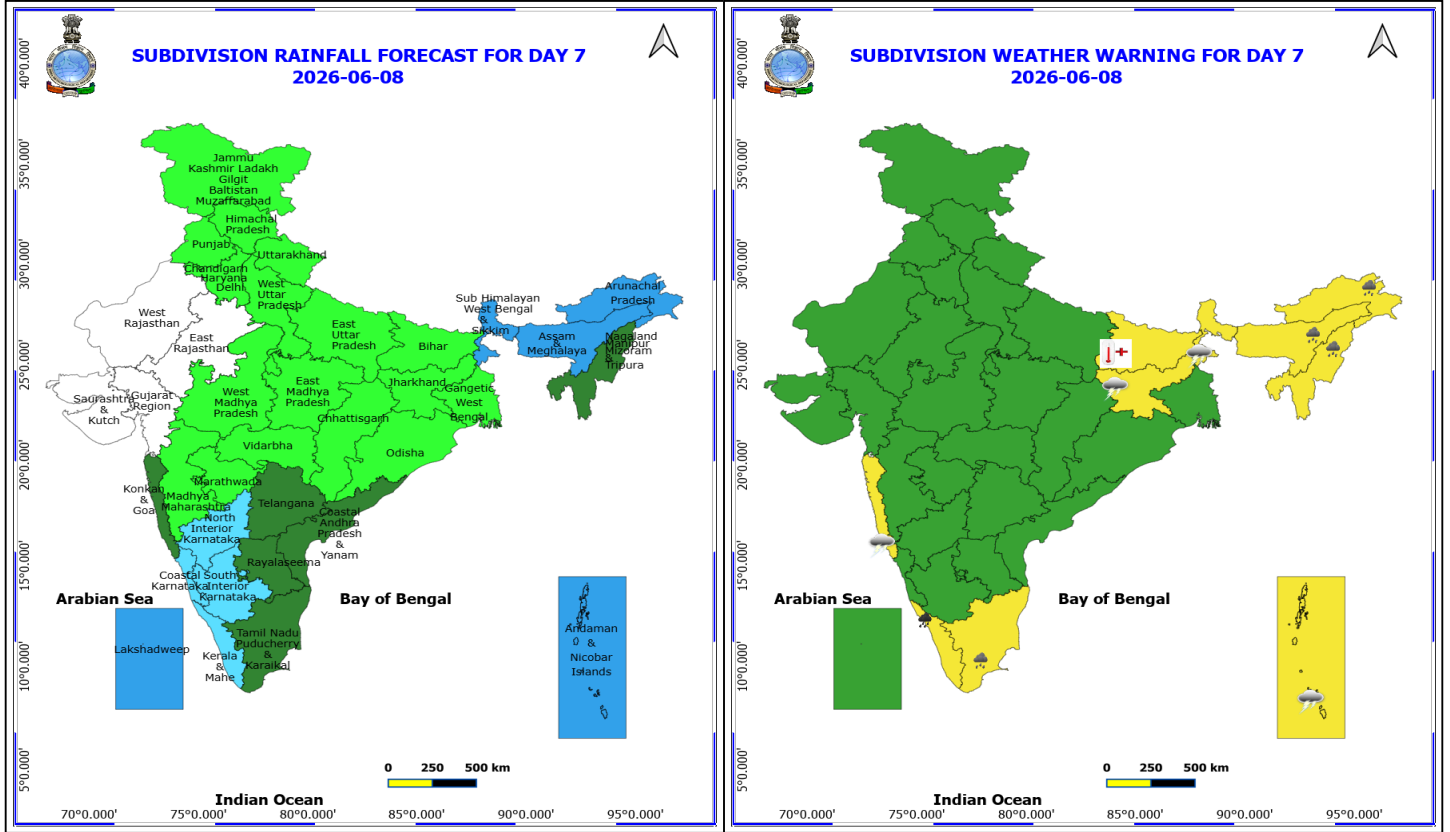 SUBDIVISION RAINFALL FORECAST FOR DAY 7
2026-06-08
40°0.000'
35°0.000'
30°0.000'
25°0.000'
20°0.000'
15°0.000'
10°0.000'
5°0.000'
Jammu
Kashmir Ladakh
Gilgit
Baltistan
Muzaffarabad
Himachal
Pradesh
Punjab
Uttarakhand
Chandigarh
Haryana
Delhi
West
Uttar
Pradesh
West
Rajasthan
East
Rajasthan
East
Uttar
Pradesh
Bihar
Sub Himalayan
West Bengal
&
Sikkim
Arunachal
Pradesh
Assam
&
Meghalaya
Nagaland
Manipur
Mizoram
&
Tripura
Saurashtra
&
Kutch
Gujarat
Region
West
Madhya
Pradesh
East
Madhya
Pradesh
Jharkhand
Gangetic
West
Bengal
Chhattisgarh
Vidarbha
Odisha
Konkan
&
Goa
Marathwada
Madhya
Maharashtra
Telangana
North
Interior
Karnataka
Coastal
Andhra
Pradesh
&
Yanam
Rayalaseema
Coastal
Karnataka
South
Interior
Karnataka
Arabian Sea
Bay of Bengal
Lakshadweep
Kerala
&
Mahe
Tamil Nadu
Puducherry
&
Karaikal
Andaman
&
Nicobar
Islands
0 250 500 km
Indian Ocean
70°0.000' 75°0.000' 80°0.000' 85°0.000' 90°0.000' 95°0.000'
SUBDIVISION WEATHER WARNING FOR DAY 7
2026-06-08
40°0.000'
35°0.000'
30°0.000'
25°0.000'
20°0.000'
15°0.000'
10°0.000'
5°0.000'
Arabian Sea
Bay of Bengal
0 250 500 km
Indian Ocean
70°0.000' 75°0.000' 80°0.000' 85°0.000' 90°0.000' 95°0.000'